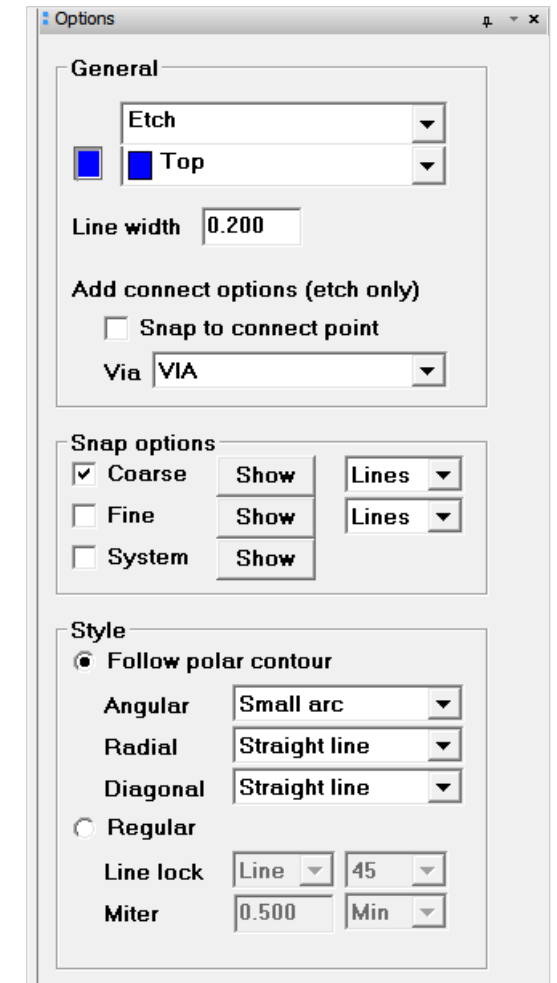 Options
General
Etch
Top
Line width 0.200
Add connect options (etch only)
Snap to connect point
Via VIA
Snap options
Coarse Show Lines
Fine Show Lines
System Show
Style
Follow polar contour
Angular Small arc
Radial Straight line
Diagonal Straight line
Regular
Line lock Line 45
Miter 0.500 Min